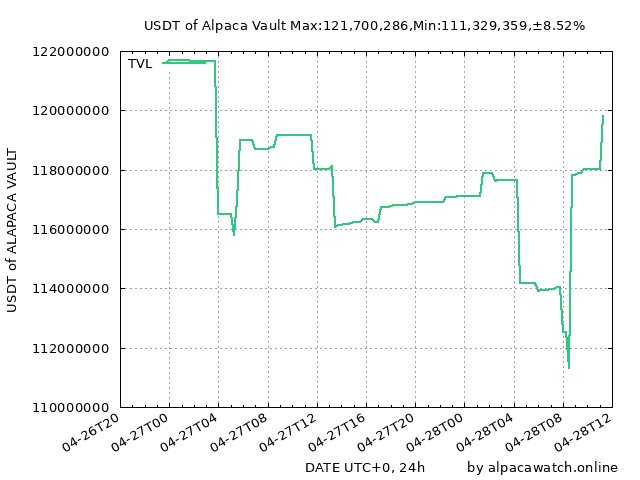 USDT of Alpaca Vault Max:121,700,286,Min:111,329,359,±8.52%
TVL
USDT of ALAPACA VAULT
122000000
120000000
118000000
116000000
114000000
112000000
110000000
04-26T20
04-27T00
04-27T04
04-27T08
04-27T12
04-27T16
04-27T20
04-28T00
04-28T04
04-28T08
04-28T12
DATE UTC+0, 24h
by alpacawatch.online